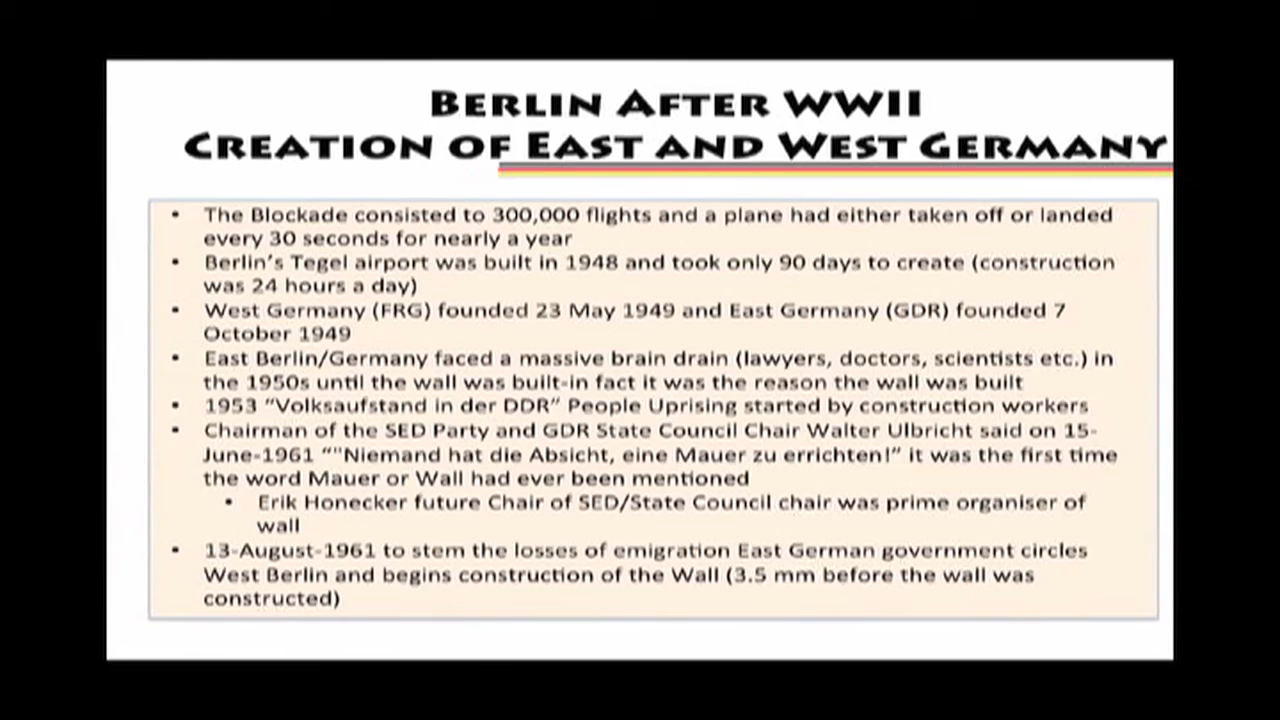 BERLIN AFTER WWII
CREATION OF EAST AND WEST GERMANY
• The Blockade consisted to 300,000 flights and a plane had either taken off or landed
every 30 seconds for nearly a year
• Berlin's Tegel airport was built in 1948 and took only 90 days to create (construction
was 24 hours a day)
• West Germany (FRG) founded 23 May 1949 and East Germany (GDR) founded 7
October 1949
• East Berlin/Germany faced a massive brain drain (lawyers, doctors, scientists etc.) in
the 1950s until the wall was built-in fact it was the reason the wall was built
• 1953 “Volksaufstand in der DDR” People Uprising started by construction workers
• Chairman of the SED Party and GDR State Council Chair Walter Ulbricht said on 15-
June-1961 “"Niemand hat die Absicht, eine Mauer zu errichten!” it was the first time
the word Mauer or Wall had ever been mentioned
• Erik Honecker future Chair of SED/State Council chair was prime organiser of
wall
• 13-August-1961 to stem the losses of emigration East German government circles
West Berlin and begins construction of the Wall (3.5 mm before the wall was
constructed)